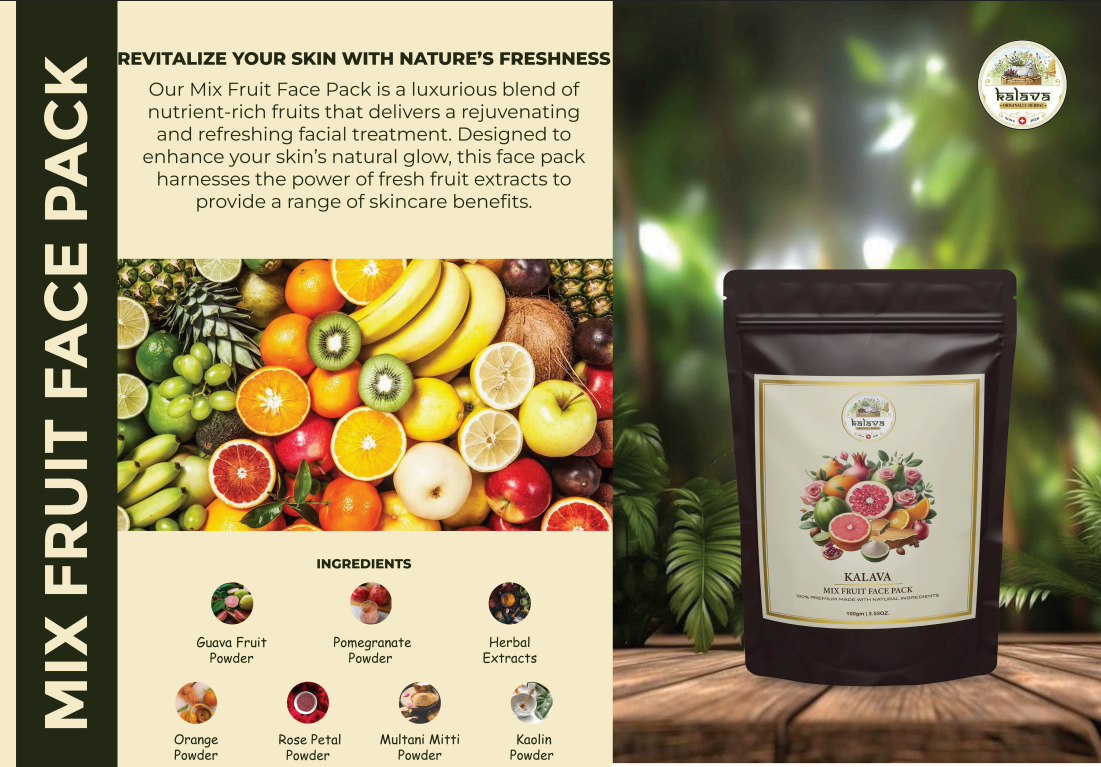 MIX FRUIT FACE PACK
REVITALIZE YOUR SKIN WITH NATURE'S FRESHNESS
Our Mix Fruit Face Pack is a luxurious blend of
nutrient-rich fruits that delivers a rejuvenating
and refreshing facial treatment. Designed to
enhance your skin's natural glow, this face pack
harnesses the power of fresh fruit extracts to
provide a range of skincare benefits.
INGREDIENTS
Guava Fruit
Powder
Pomegranate
Powder
Herbal
Extracts
Orange
Powder
Rose Petal
Powder
Multani Mitti
Powder
Kaolin
Powder
kalava
ORIGINALLY HERBAL
kalava
KALAVA
MIX FRUIT FACE PACK
100% PREMIUM MADE WITH NATURAL INGREDIENTS
100gm | 3.53OZ.